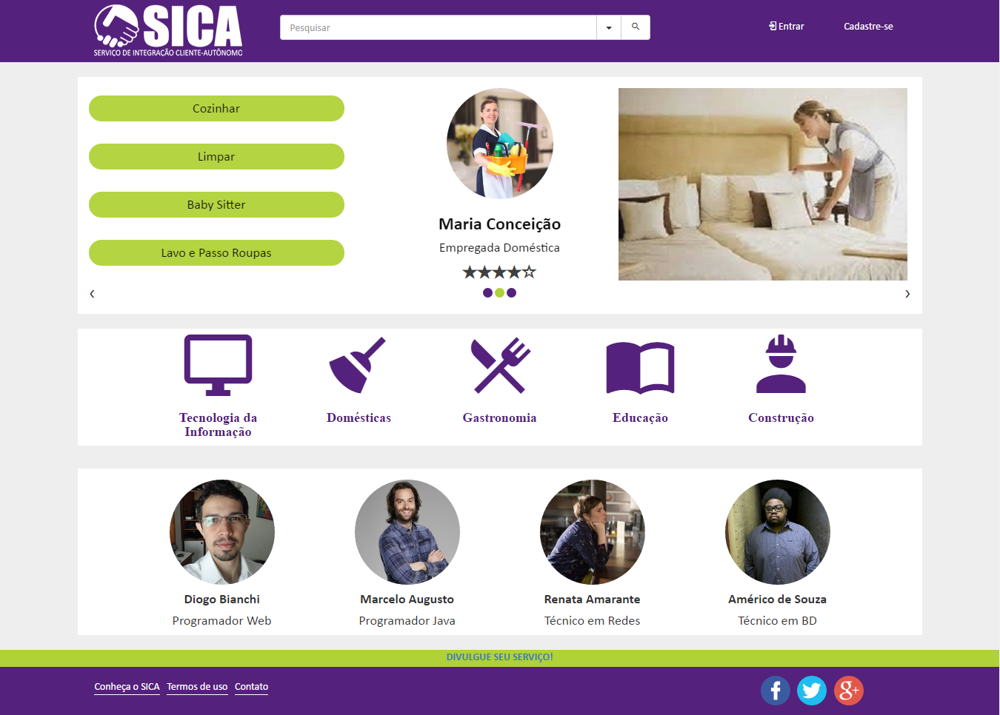 SICA
SERVIÇO DE INTEGRAÇÃO CLIENTE-AUTÔNOMO
Pesquisar
Entrar
Cadastre-se
Cozinhar
Limpar
Baby Sitter
Lavo e Passo Roupas
Maria Conceição
Empregada Doméstica
★★★★☆
‹
›
Tecnologia da
Informação
Domésticas
Gastronomia
Educação
Construção
Diogo Bianchi
Programador Web
Marcelo Augusto
Programador Java
Renata Amarante
Técnico em Redes
Américo de Souza
Técnico em BD
DIVULGUE SEU SERVIÇO!
Conheça o SICA
Termos de uso
Contato
f
g+